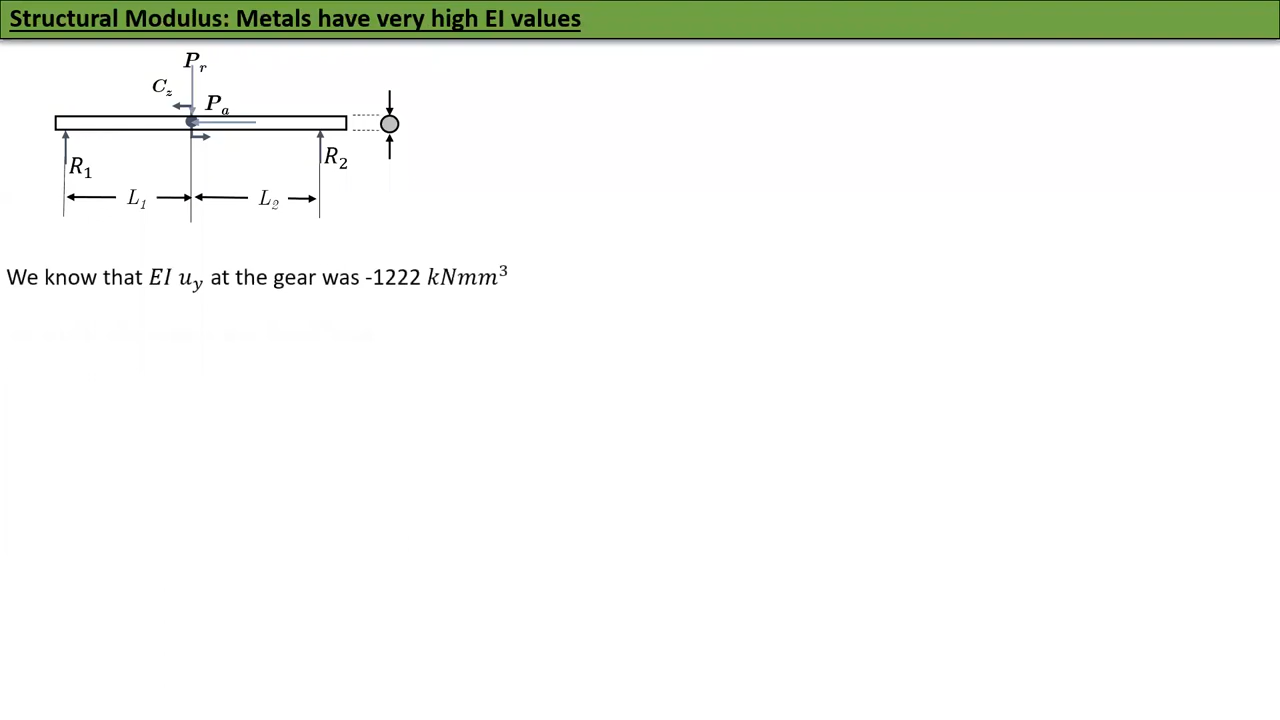 Structural Modulus: Metals have very high EI values
P_r
C_z
P_a
R_1
R_2
L_1
L_2
We know that EI u_y at the gear was -1222 kNmm^3